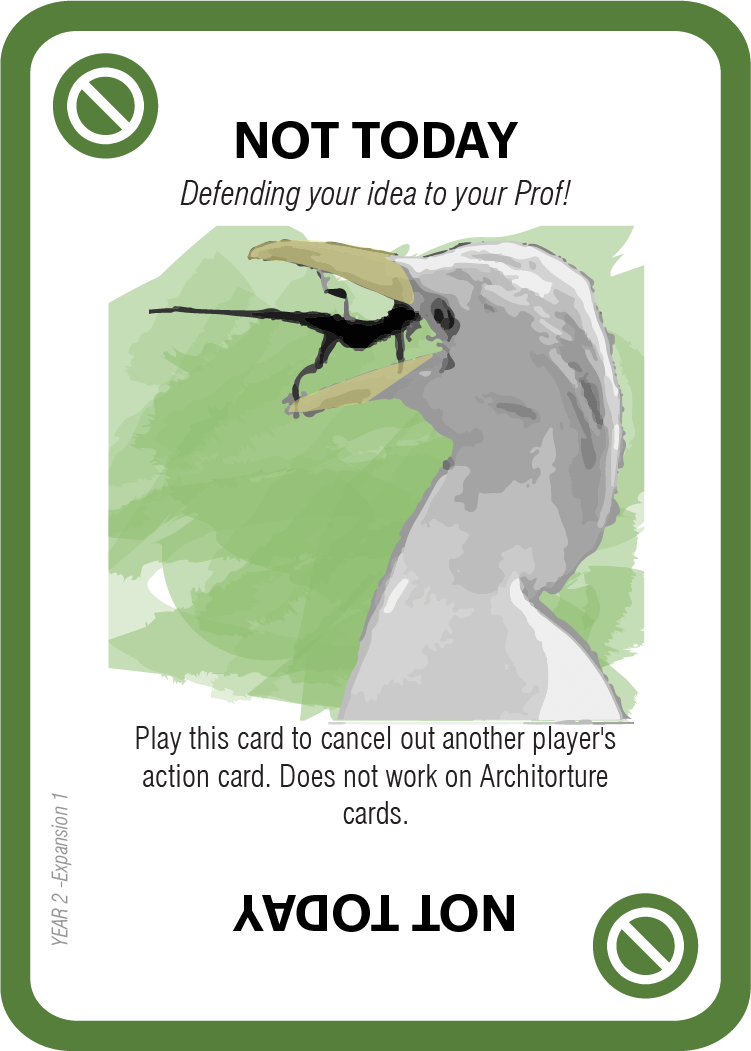 NOT TODAY
Defending your idea to your Prof!
Play this card to cancel out another player's
action card. Does not work on Architorture
cards.
YEAR 2 -Expansion 1
NOT TODAY